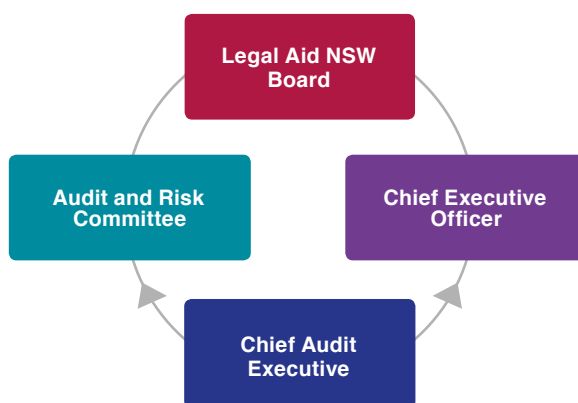 Legal Aid NSW
Board
Audit and Risk
Committee
Chief Executive
Officer
Chief Audit
Executive